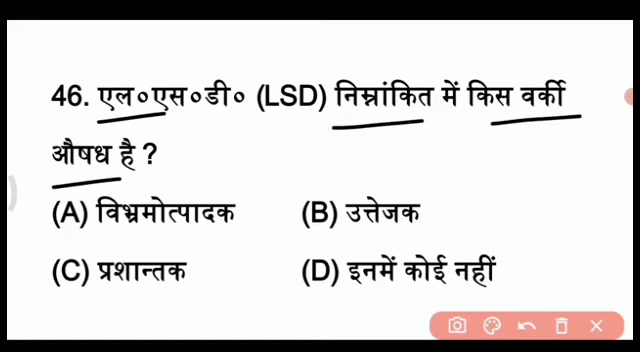 46. एल०एस०डी० (LSD) निम्नांकित में किस वर्की
औषध है ?
(A) विभ्रमोत्पादक (B) उत्तेजक
(C) प्रशान्तक (D) इनमें कोई नहीं